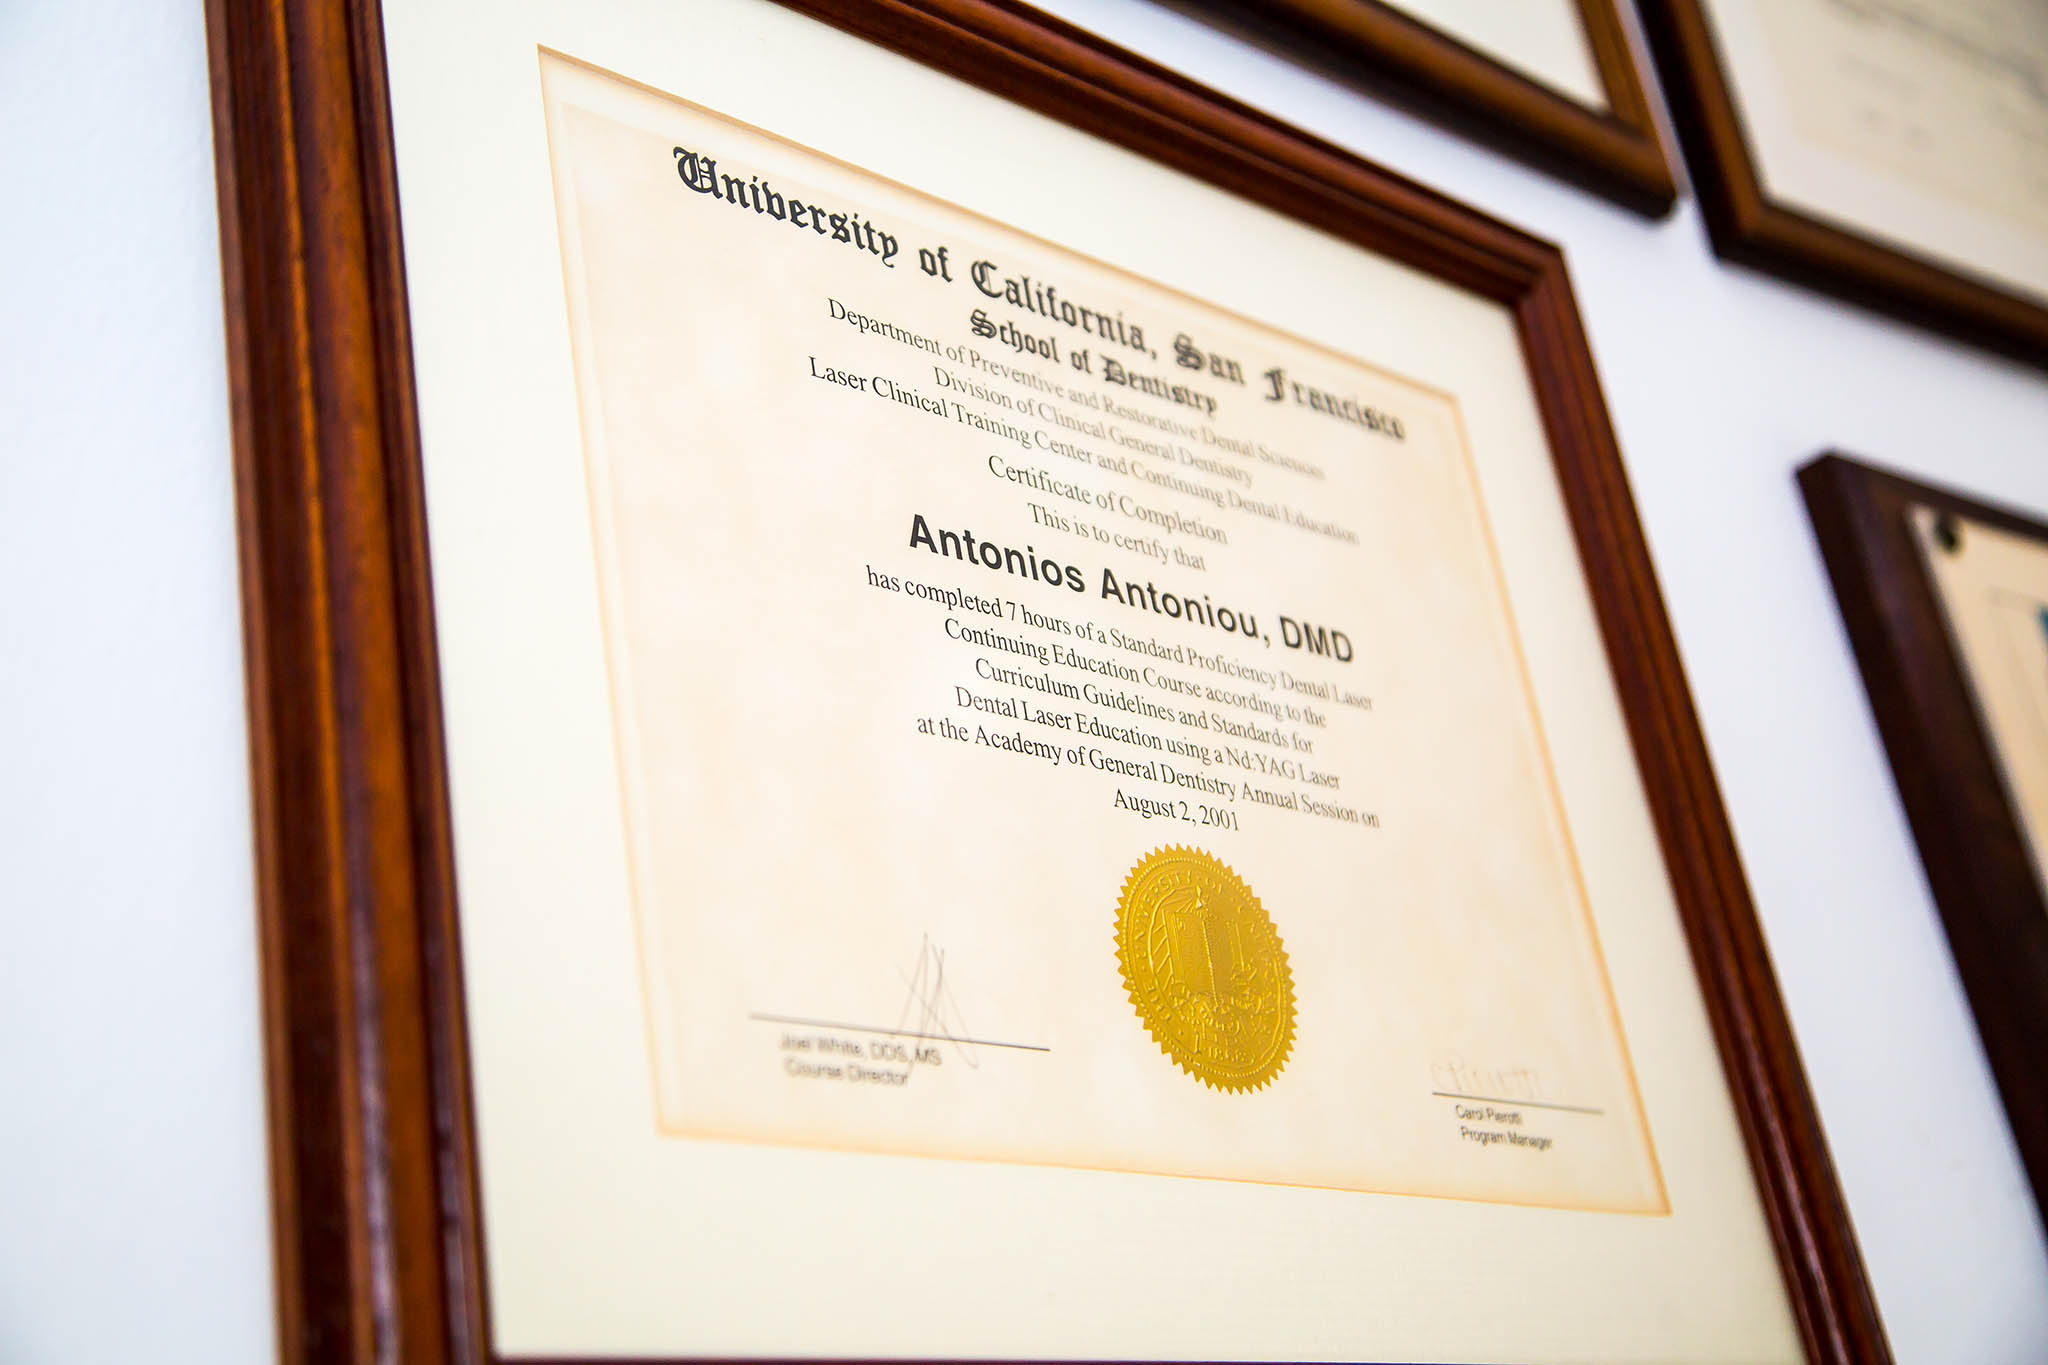 University of California, San Francisco
School of Dentistry
Department of Preventive and Restorative Dental Sciences
Division of Clinical General Dentistry
Laser Clinical Training Center and Continuing Dental Education
Certificate of Completion
This is to certify that
Antonios Antoniou, DMD
has completed 7 hours of a Standard Proficiency Dental Laser
Continuing Education Course according to the
Curriculum Guidelines and Standards for
Dental Laser Education using a Nd:YAG Laser
at the Academy of General Dentistry Annual Session on
August 2, 2001
Joel White, DDS, MS
Course Director
Carol Pierotti
Program Manager